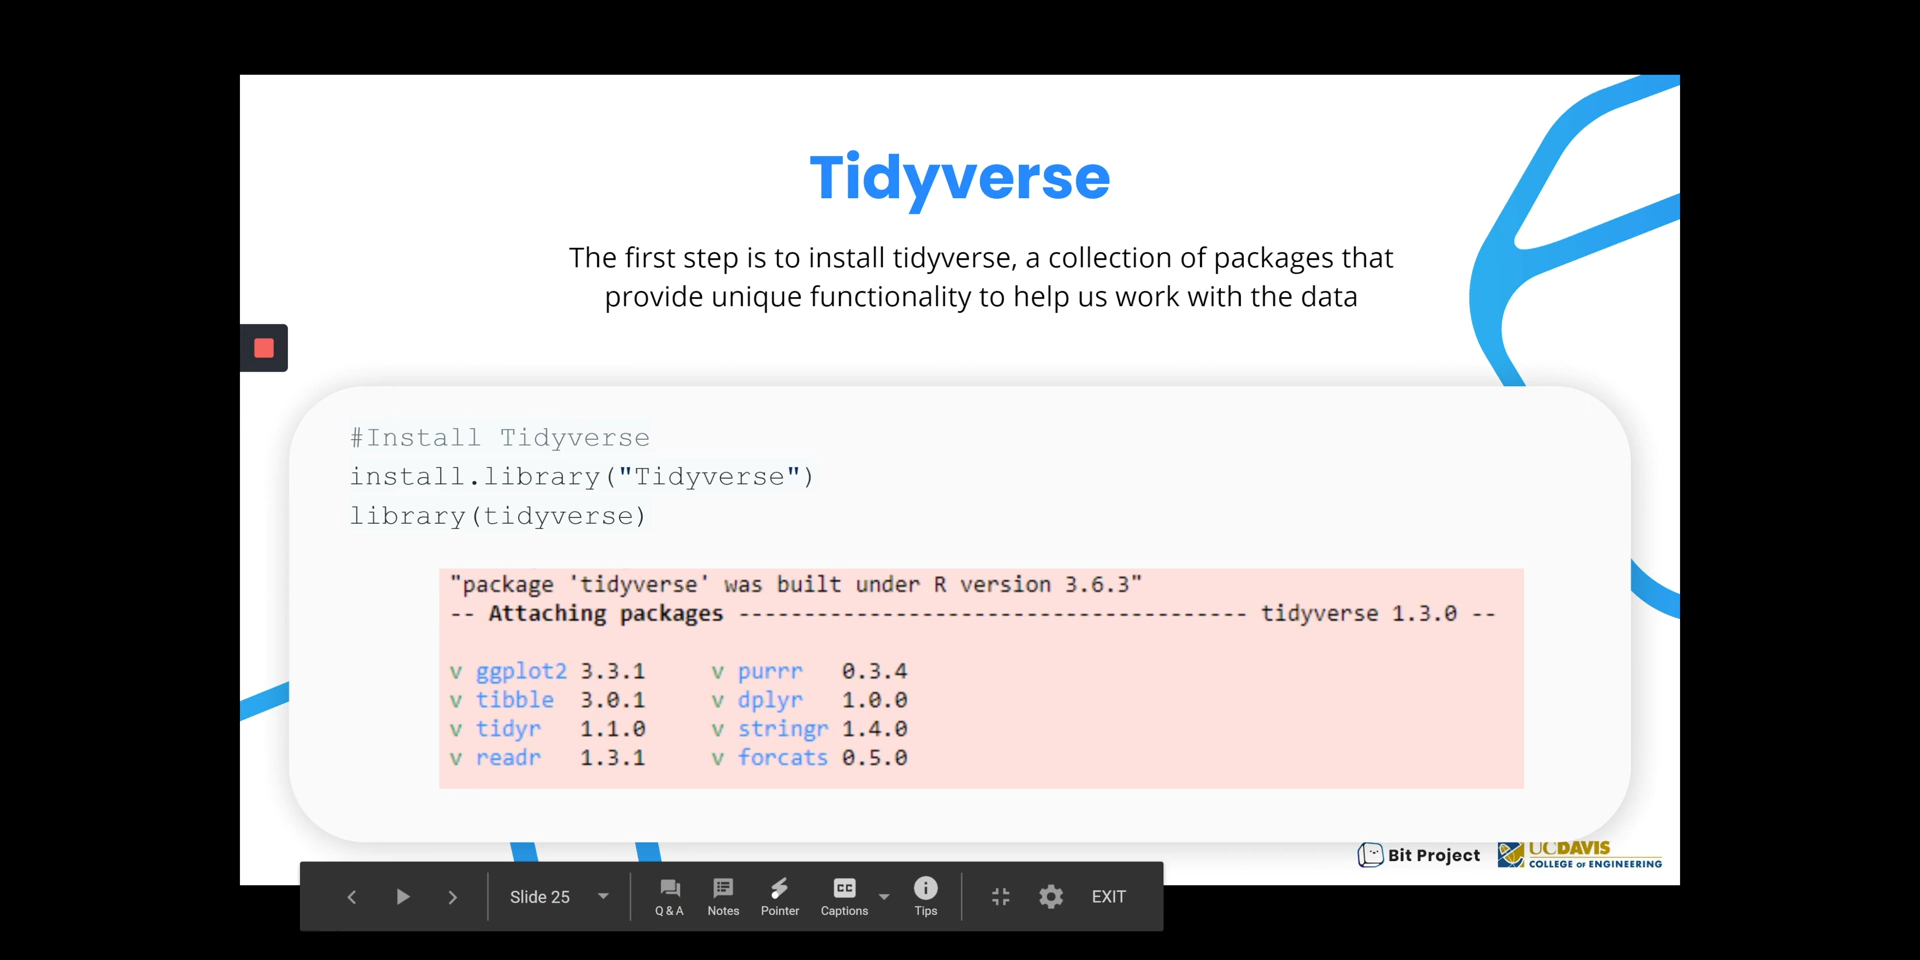 Tidyverse
The first step is to install tidyverse, a collection of packages that
provide unique functionality to help us work with the data
#Install Tidyverse
install.library("Tidyverse")
library(tidyverse)
"package 'tidyverse' was built under R version 3.6.3"
-- Attaching packages --------------------------------------- tidyverse 1.3.0 --
v ggplot2 3.3.1     v purrr   0.3.4
v tibble  3.0.1     v dplyr   1.0.0
v tidyr   1.1.0     v stringr 1.4.0
v readr   1.3.1     v forcats 0.5.0
Bit Project
UCDAVIS
COLLEGE OF ENGINEERING
Slide 25
Q & A
Notes
Pointer
CC
Captions
Tips
EXIT